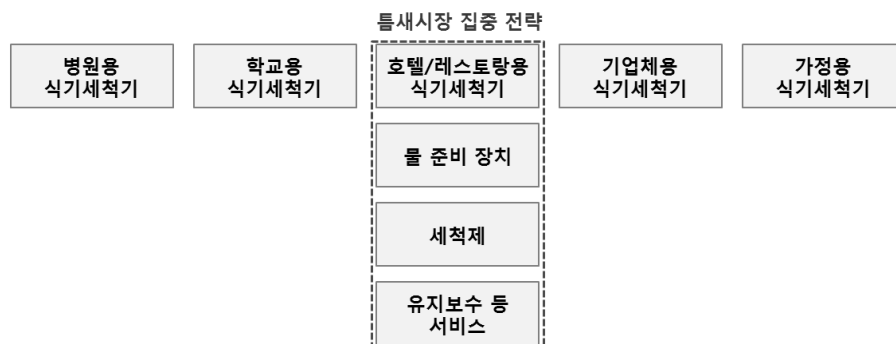 틈새시장 집중 전략
병원용
식기세척기
학교용
식기세척기
호텔/레스토랑용
식기세척기
기업체용
식기세척기
가정용
식기세척기
물 준비 장치
세척제
유지보수 등
서비스